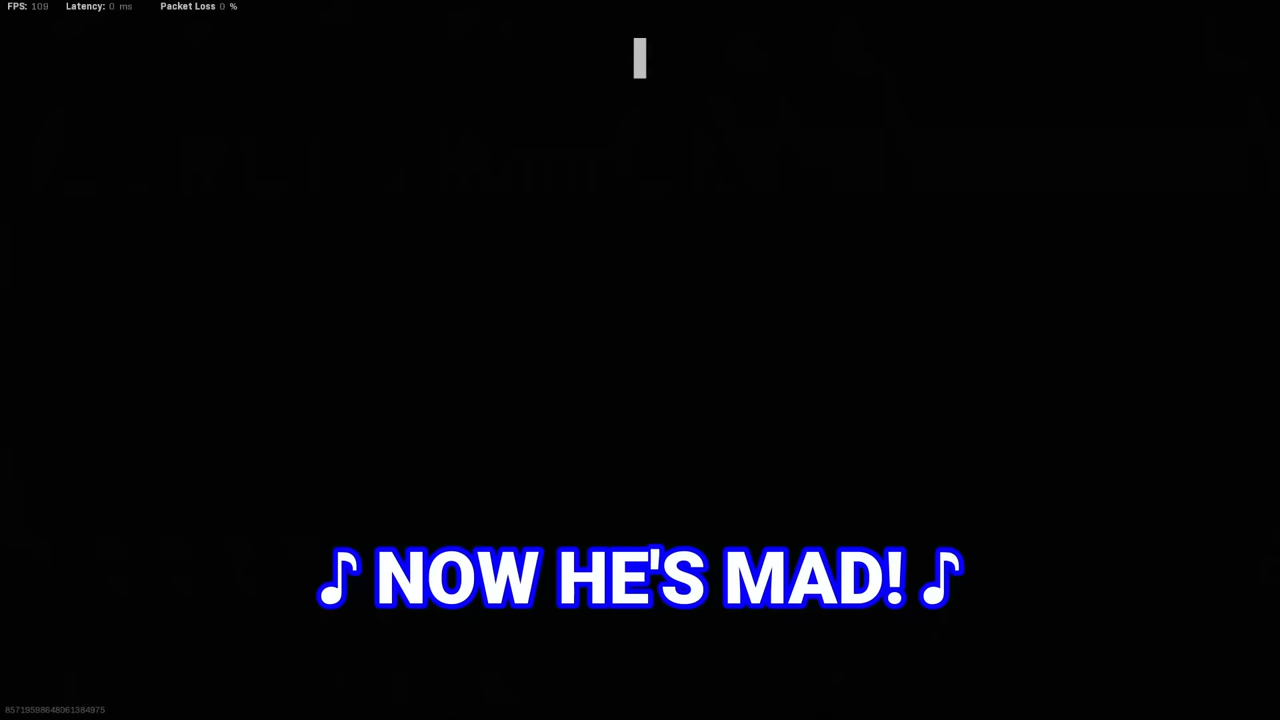 FPS: 109 Latency: 0 ms Packet Loss 0 %
♪ NOW HE'S MAD! ♪